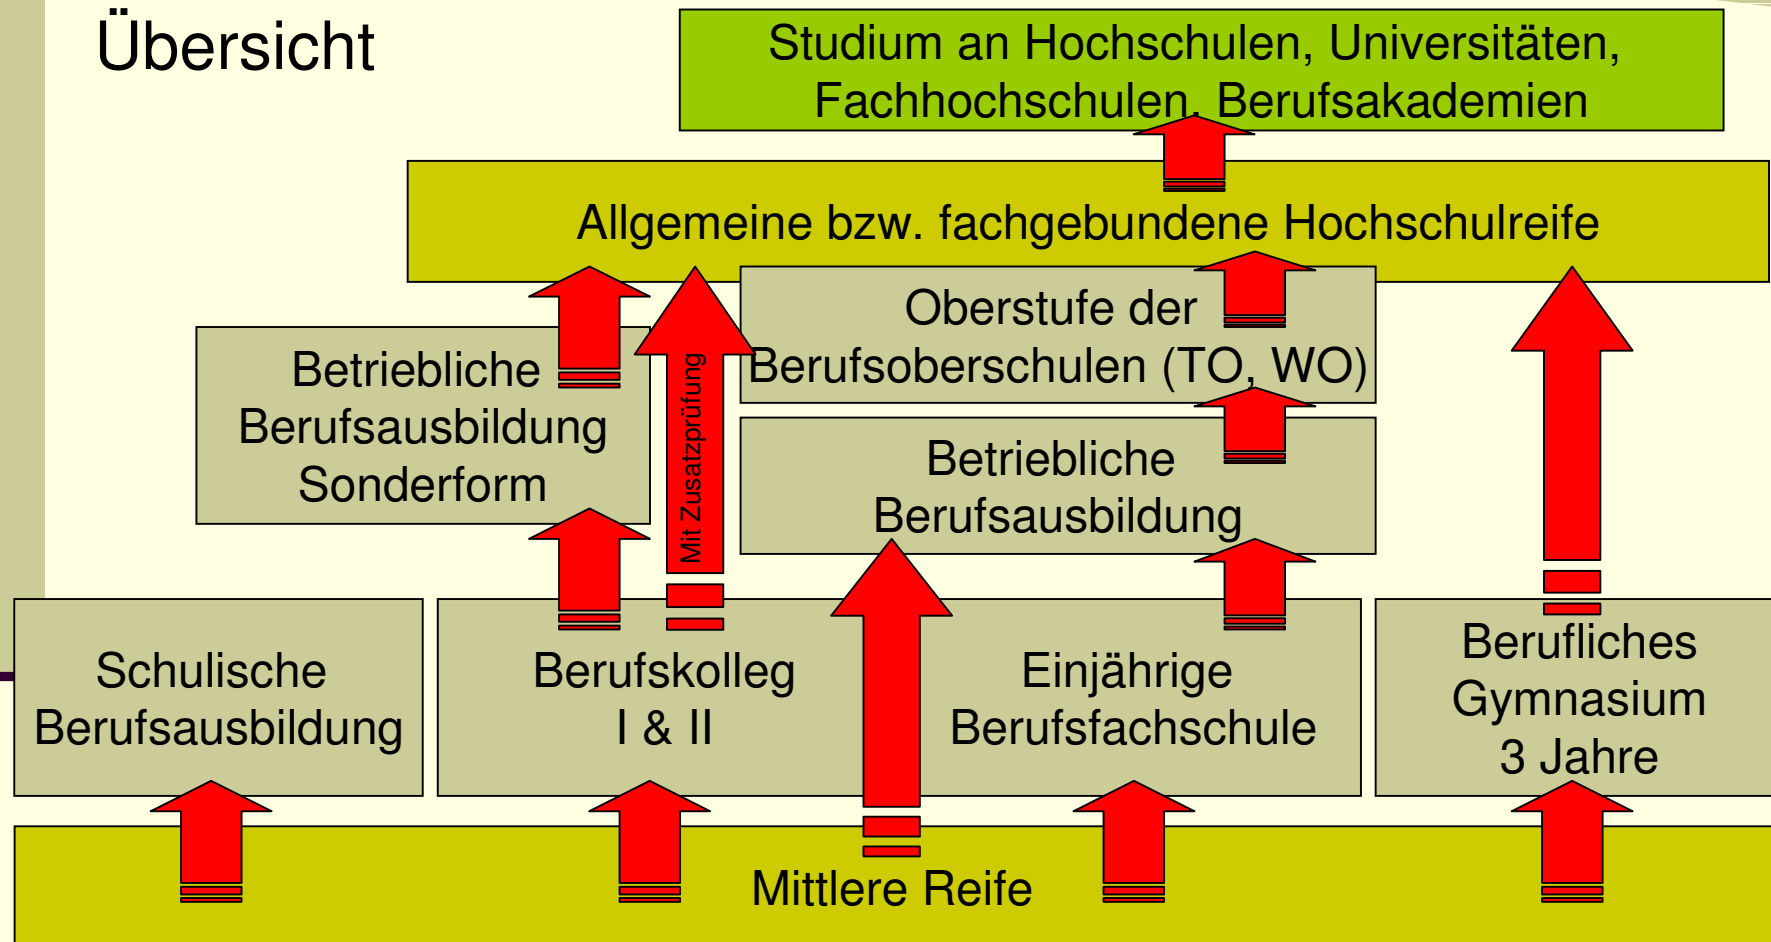 Übersicht
Studium an Hochschulen, Universitäten,
Fachhochschulen, Berufsakademien
Allgemeine bzw. fachgebundene Hochschulreife
Oberstufe der
Berufsoberschulen (TO, WO)
Betriebliche
Berufsausbildung
Sonderform
Mit Zusatzprüfung
Betriebliche
Berufsausbildung
Schulische
Berufsausbildung
Berufskolleg
I & II
Einjährige
Berufsfachschule
Berufliches
Gymnasium
3 Jahre
Mittlere Reife